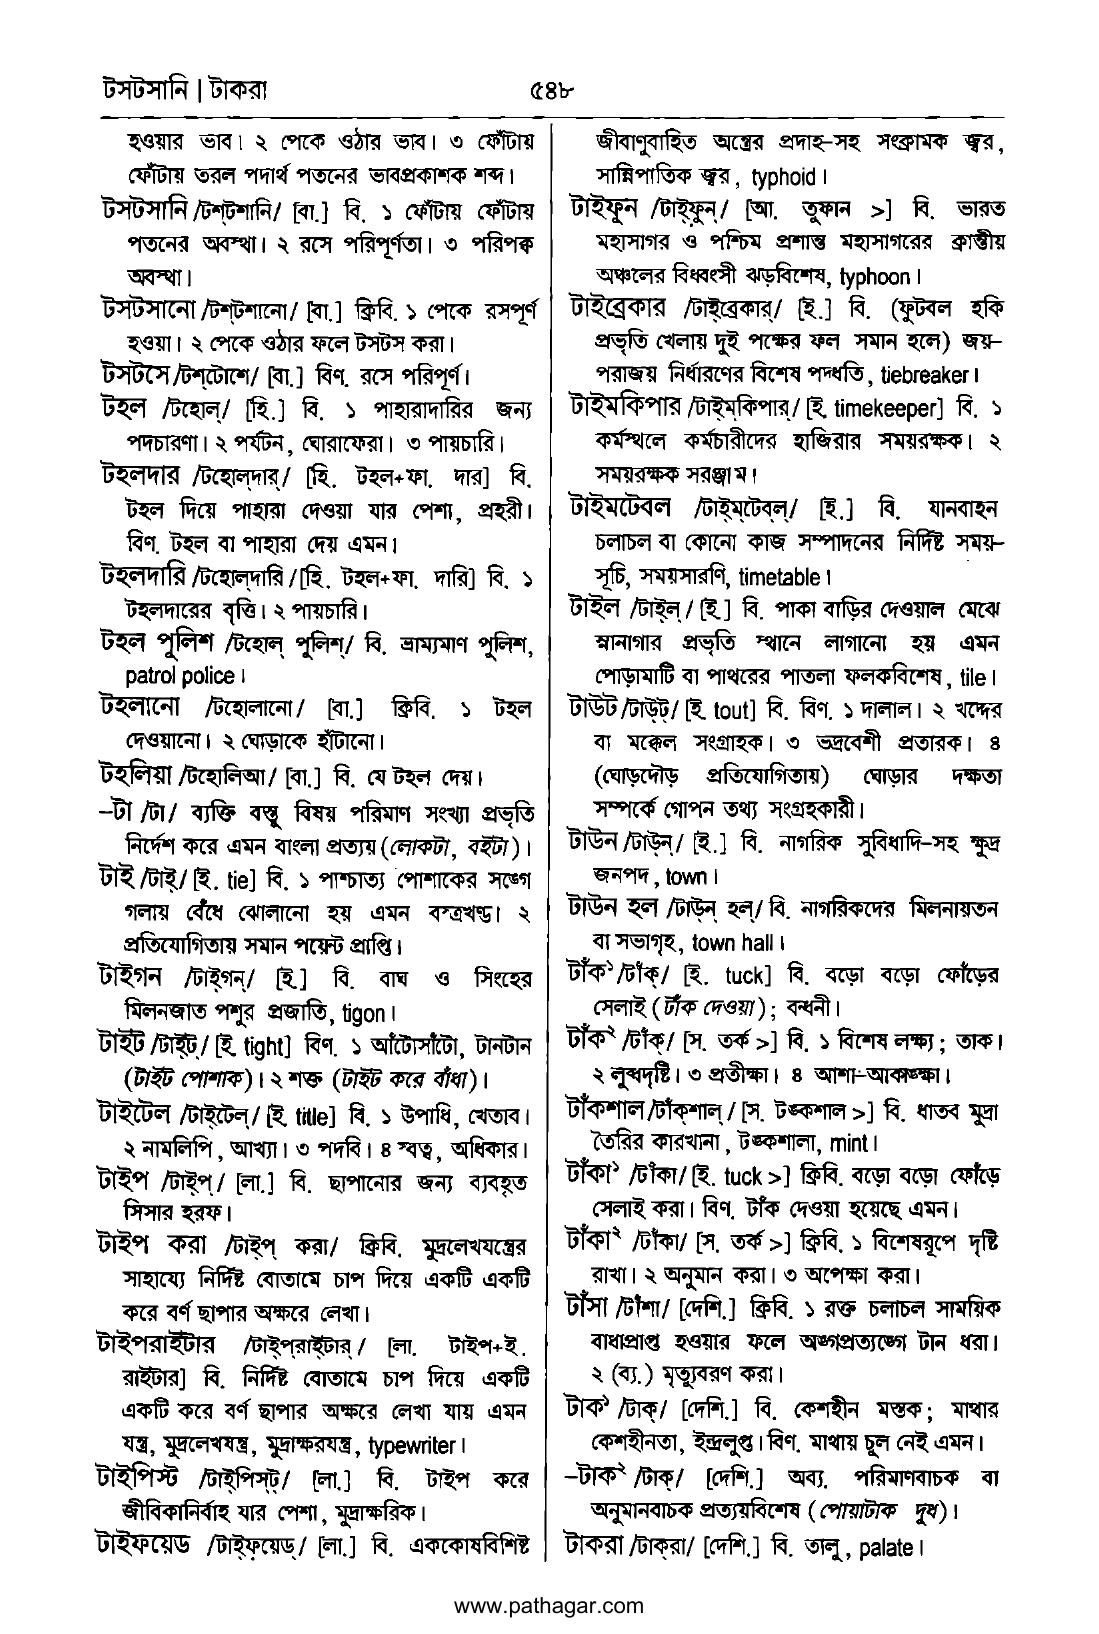 টসটসানি | টাকরা
৫৪৮
হওয়ার ভাব। ২ পেকে ওঠার ভাব। ৩ ফোঁটায়
ফোঁটায় তরল পদার্থ পতনের ভাবপ্রকাশক শব্দ।
টসটসানি /টশ্‌টশানি/ [বা.] বি. ১ ফোঁটায় ফোঁটায়
পতনের অবস্থা। ২ রসে পরিপূর্ণতা। ৩ পরিপক্ব
অবস্থা।
টসটসানো /টশ্‌টশানো/ [বা.] ক্রিবি. ১ পেকে রসপূর্ণ
হওয়া। ২ পেকে ওঠার ফলে টসটস করা।
টসটসে /টশ্‌টোশে/ [বা.] বিণ. রসে পরিপূর্ণ।
টহল /টহোল্/ [হি.] বি. ১ পাহারাদারির জন্য
পদচারণা। ২ পর্যটন, ঘোরাফেরা। ৩ পায়চারি।
টহলদার /টহোল্‌দার্/ [হি. টহল+ফা. দার] বি.
টহল দিয়ে পাহারা দেওয়া যার পেশা, প্রহরী।
বিণ. টহল বা পাহারা দেয় এমন।
টহলদারি /টহোল্‌দারি/ [হি. টহল+ফা. দারি] বি. ১
টহলদারের বৃত্তি। ২ পায়চারি।
টহল পুলিশ /টহোল্ পুলিশ্/ বি. ভ্রাম্যমাণ পুলিশ,
patrol police।
টহলানো /টহোলানো/ [বা.] ক্রিবি. ১ টহল
দেওয়ানো। ২ ঘোড়াকে হাঁটানো।
টহলিয়া /টহোলিআ/ [বা.] বি. যে টহল দেয়।
–টা /টা/ ব্যক্তি বস্তু বিষয় পরিমাণ সংখ্যা প্রভৃতি
নির্দেশ করে এমন বাংলা প্রত্যয় (লোকটা, বইটা)।
টাই /টাই্/ [ই. tie] বি. ১ পাশ্চাত্য পোশাকের সঙ্গে
গলায় বেঁধে ঝোলানো হয় এমন বস্ত্রখণ্ড। ২
প্রতিযোগিতায় সমান পয়েন্ট প্রাপ্তি।
টাইগন /টাই্‌গন্/ [ই.] বি. বাঘ ও সিংহের
মিলনজাত পশুর প্রজাতি, tigon।
টাইট /টাই্‌ট্/ [ই. tight] বিণ. ১ আঁটোসাঁটো, টানটান
(টাইট পোশাক)। ২ শক্ত (টাইট করে বাঁধা)।
টাইটেল /টাই্‌টেল্/ [ই. title] বি. ১ উপাধি, খেতাব।
২ নামলিপি, আখ্যা। ৩ পদবি। ৪ স্বত্ব, অধিকার।
টাইপ /টাই্‌প্/ [লা.] বি. ছাপানোর জন্য ব্যবহৃত
সিসার হরফ।
টাইপ করা /টাই্‌প্ করা/ ক্রিবি. মুদ্রলেখযন্ত্রের
সাহায্যে নির্দিষ্ট বোতামে চাপ দিয়ে একটি একটি
করে বর্ণ ছাপার অক্ষরে লেখা।
টাইপরাইটার /টাই্‌প্‌রাই্‌টার্/ [লা. টাইপ+ই.
রাইটার] বি. নির্দিষ্ট বোতামে চাপ দিয়ে একটি
একটি করে বর্ণ ছাপার অক্ষরে লেখা যায় এমন
যন্ত্র, মুদ্রলেখযন্ত্র, মুদ্রাক্ষরযন্ত্র, typewriter।
টাইপিস্ট /টাই্‌পিস্‌ট্/ [লা.] বি. টাইপ করে
জীবিকানির্বাহ যার পেশা, মুদ্রাক্ষরিক।
টাইফয়েড /টাই্‌ফ্‌য়েড্/ [লা.] বি. এককোষবিশিষ্ট
জীবাণুবাহিত অন্ত্রের প্রদাহ–সহ সংক্রামক জ্বর,
সান্নিপাতিক জ্বর, typhoid।
টাইফুন /টাই্‌ফুন্/ [আ. তুফান >] বি. ভারত
মহাসাগর ও পশ্চিম প্রশান্ত মহাসাগরের ক্রান্তীয়
অঞ্চলের বিধ্বংসী ঝড়বিশেষ, typhoon।
টাইব্রেকার /টাই্‌ব্রেকার্/ [ই.] বি. (ফুটবল হকি
প্রভৃতি খেলায় দুই পক্ষের ফল সমান হলে) জয়–
পরাজয় নির্ধারণের বিশেষ পদ্ধতি, tiebreaker।
টাইমকিপার /টাই্‌ম্‌কিপার্/ [ই. timekeeper] বি. ১
কর্মস্থলে কর্মচারীদের হাজিরার সময়রক্ষক। ২
সময়রক্ষক সরঞ্জাম।
টাইমটেবল /টাই্‌ম্‌টেব্‌ল্/ [ই.] বি. যানবাহন
চলাচল বা কোনো কাজ সম্পাদনের নির্দিষ্ট সময়–
সূচি, সময়সারণি, timetable।
টাইল /টাই্‌ল্/ [ই.] বি. পাকা বাড়ির দেওয়াল মেঝে
স্নানাগার প্রভৃতি স্থানে লাগানো হয় এমন
পোড়ামাটি বা পাথরের পাতলা ফলকবিশেষ, tile।
টাউট /টাউ্‌ট্/ [ই. tout] বি. বিণ. ১ দালাল। ২ খদ্দের
বা মক্কেল সংগ্রাহক। ৩ ভদ্রবেশী প্রতারক। ৪
(ঘোড়দৌড় প্রতিযোগিতায়) ঘোড়ার দক্ষতা
সম্পর্কে গোপন তথ্য সংগ্রহকারী।
টাউন /টাউ্‌ন্/ [ই.] বি. নাগরিক সুবিধাদি–সহ ক্ষুদ্র
জনপদ, town।
টাউন হল /টাউ্‌ন্ হল্/ বি. নাগরিকদের মিলনায়তন
বা সভাগৃহ, town hall।
টাঁক¹ /টাঁক্/ [ই. tuck] বি. বড়ো বড়ো ফোঁড়ের
সেলাই (টাঁক দেওয়া); বন্ধনী।
টাঁক² /টাঁক্/ [স. তর্ক >] বি. ১ বিশেষ লক্ষ্য; তাক।
২ লুব্ধদৃষ্টি। ৩ প্রতীক্ষা। ৪ আশা–আকাঙ্ক্ষা।
টাঁকশাল /টাঁক্‌শাল্/ [স. টঙ্কশাল >] বি. ধাতব মুদ্রা
তৈরির কারখানা, টঙ্কশালা, mint।
টাঁকা¹ /টাঁকা/ [ই. tuck >] ক্রিবি. বড়ো বড়ো ফোঁড়ে
সেলাই করা। বিণ. টাঁক দেওয়া হয়েছে এমন।
টাঁকা² /টাঁকা/ [স. তর্ক >] ক্রিবি. ১ বিশেষরূপে দৃষ্টি
রাখা। ২ অনুমান করা। ৩ অপেক্ষা করা।
টাঁসা /টাঁশা/ [দেশি.] ক্রিবি. ১ রক্ত চলাচল সাময়িক
বাধাপ্রাপ্ত হওয়ার ফলে অঙ্গপ্রত্যঙ্গে টান ধরা।
২ (ব্য.) মৃত্যুবরণ করা।
টাক¹ /টাক্/ [দেশি.] বি. কেশহীন মস্তক; মাথার
কেশহীনতা, ইন্দ্রলুপ্ত। বিণ. মাথায় চুল নেই এমন।
–টাক² /টাক্/ [দেশি.] অব্য. পরিমাণবাচক বা
অনুমানবাচক প্রত্যয়বিশেষ (পোয়াটাক দুধ)।
টাকরা /টাক্‌রা/ [দেশি.] বি. তালু, palate।
www.pathagar.com